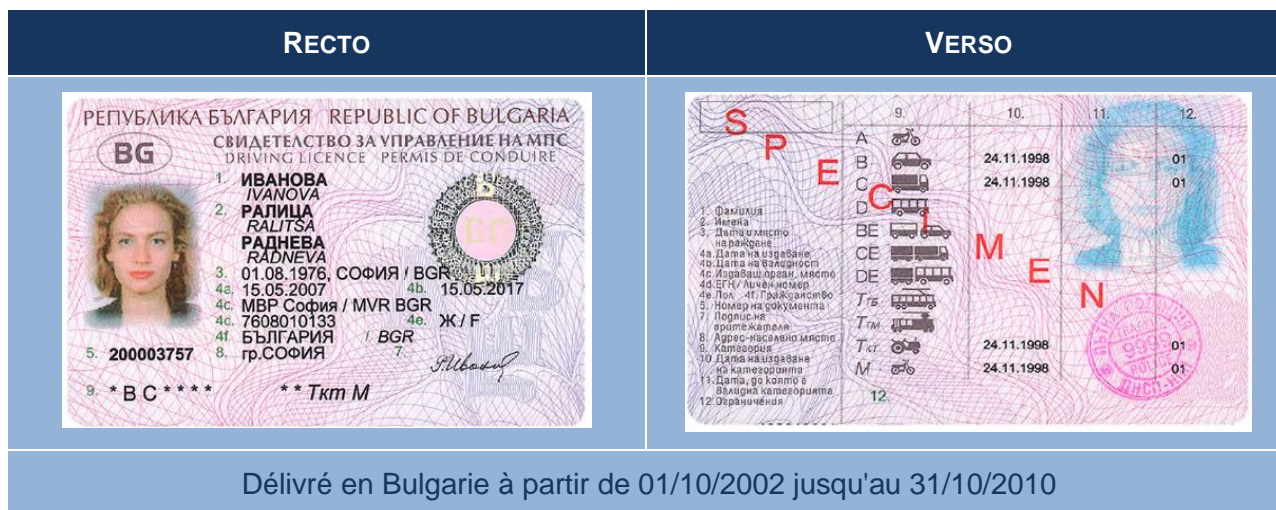 RECTO
VERSO
РЕПУБЛИКА БЪЛГАРИЯ REPUBLIC OF BULGARIA
BG
СВИДЕТЕЛСТВО ЗА УПРАВЛЕНИЕ НА МПС
DRIVING LICENCE PERMIS DE CONDUIRE
1. ИВАНОВА
IVANOVA
2. РАЛИЦА
RALITSA
РАДНЕВА
RADNEVA
3. 01.08.1976, СОФИЯ / BGR
4a. 15.05.2007 4b. 15.05.2017
4c. МВР София / MVR BGR
4d. 7608010133 4e. Ж / F
4f. БЪЛГАРИЯ / BGR
5. 200003757 8. гр.СОФИЯ 7.
9. * B C * * * * * * Ткт M
SPECIMEN
9. 10. 11. 12.
A
B 24.11.1998 01
C 24.11.1998 01
D
BE
CE
DE
Ттб
Ттм
Ткт 24.11.1998 01
M 24.11.1998 01
12.
1. Фамилия
2. Имена
3. Дата и място
на раждане
4a. Дата на издаване
4b. Дата на валидност
4c. Издаващ орган, място
4d. ЕГН / Личен номер
4e. Пол 4f. Гражданство
5. Номер на документа
7. Подпис на
притежателя
8. Адрес-населено място
9. Категория
10. Дата на издаване
на категорията
11. Дата, до която е
валидна категорията
12. Ограничения
Délivré en Bulgarie à partir de 01/10/2002 jusqu'au 31/10/2010